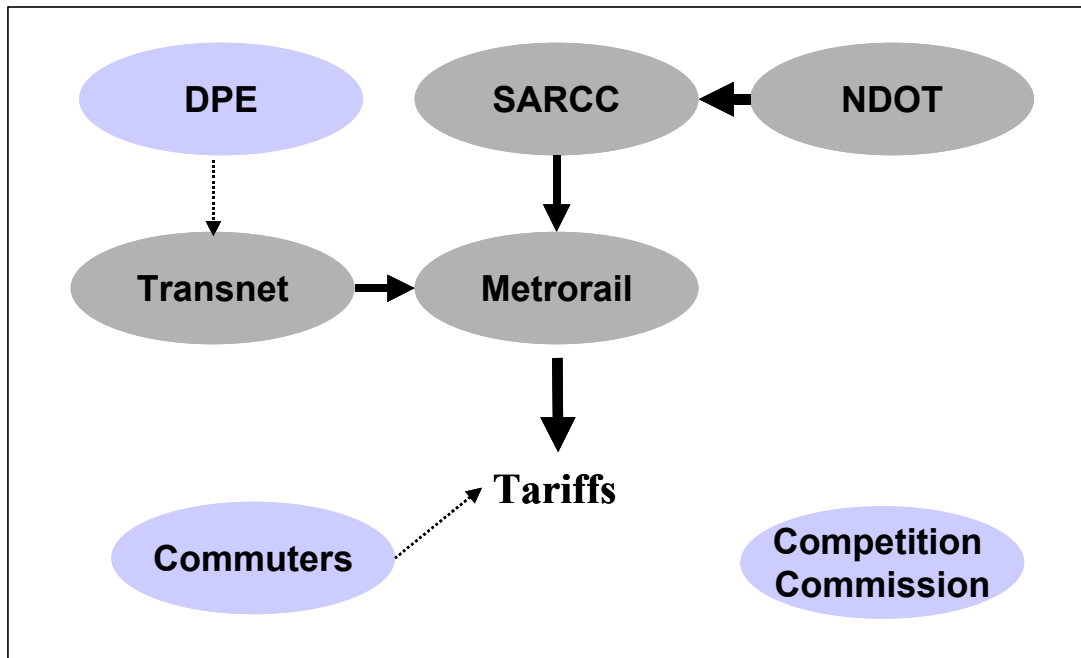 DPE
SARCC
NDOT
Transnet
Metrorail
Tariffs
Commuters
Competition
Commission